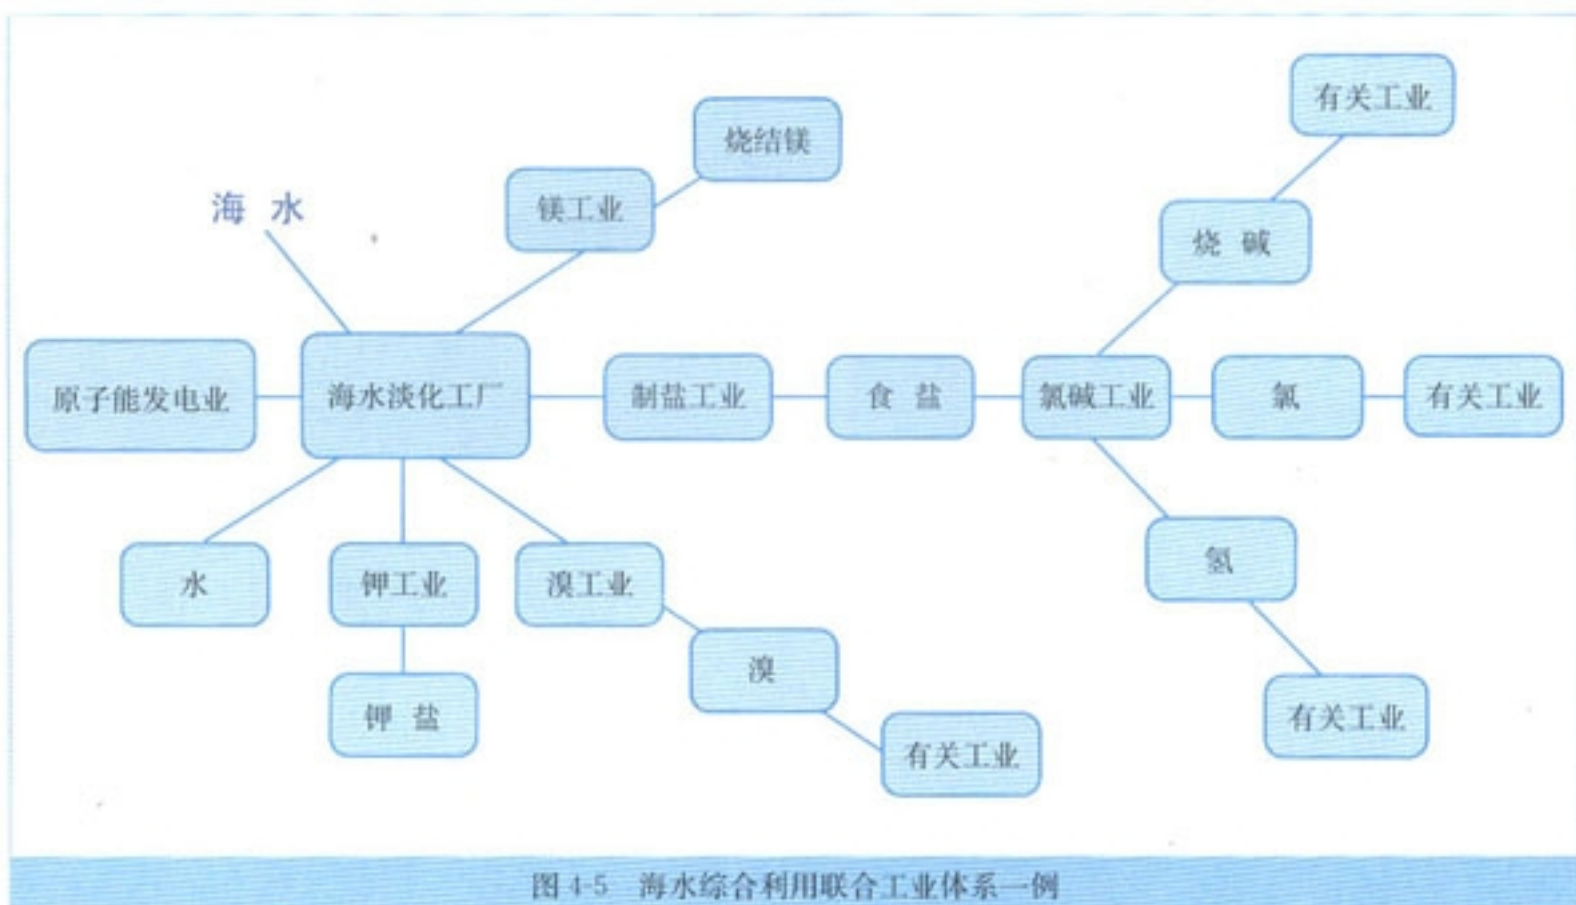 有关工业
烧结镁
镁工业
海 水
烧 碱
原子能发电业
海水淡化工厂
制盐工业
食 盐
氯碱工业
氯
有关工业
水
钾工业
溴工业
氢
溴
钾 盐
有关工业
有关工业
图 4-5 海水综合利用联合工业体系一例